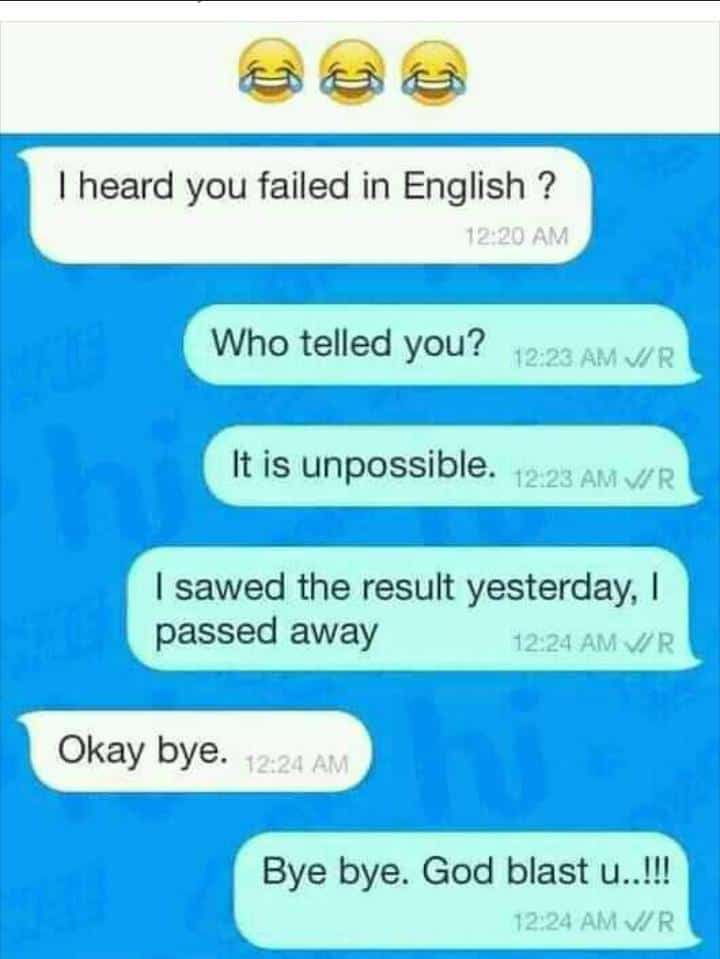 I heard you failed in English ?
12:20 AM
Who telled you? 12:23 AM ✓✓R
It is unpossible. 12:23 AM ✓✓R
I sawed the result yesterday, I
passed away 12:24 AM ✓✓R
Okay bye. 12:24 AM
Bye bye. God blast u..!!!
12:24 AM ✓✓R
hi
hi